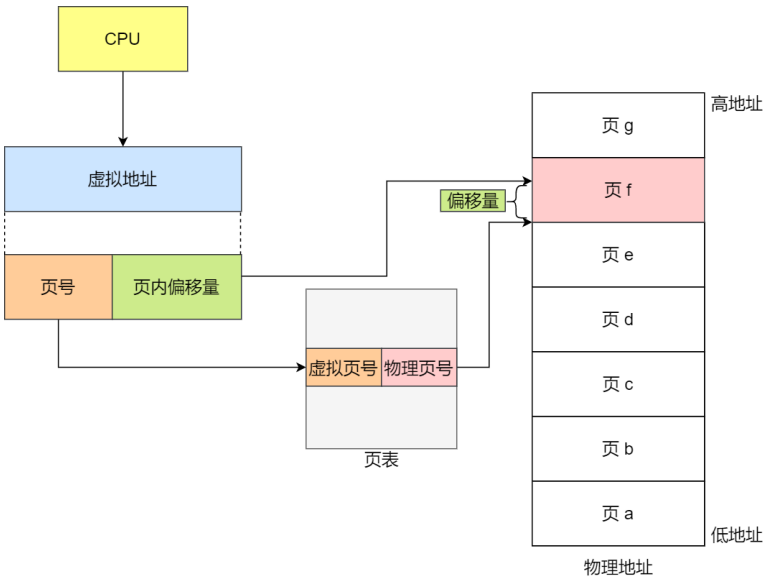 CPU
虚拟地址
页号
页内偏移量
虚拟页号
物理页号
页表
偏移量
高地址
页 g
页 f
页 e
页 d
页 c
页 b
页 a
低地址
物理地址